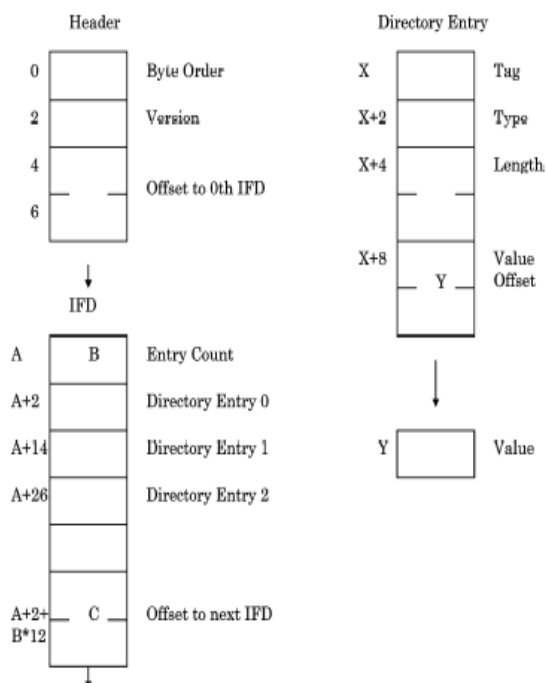 Header
0 Byte Order
2 Version
4
Offset to 0th IFD
6
IFD
A B Entry Count
A+2 Directory Entry 0
A+14 Directory Entry 1
A+26 Directory Entry 2
A+2+ C Offset to next IFD
B*12
Directory Entry
X Tag
X+2 Type
X+4 Length
X+8 Value
Y Offset
Y Value